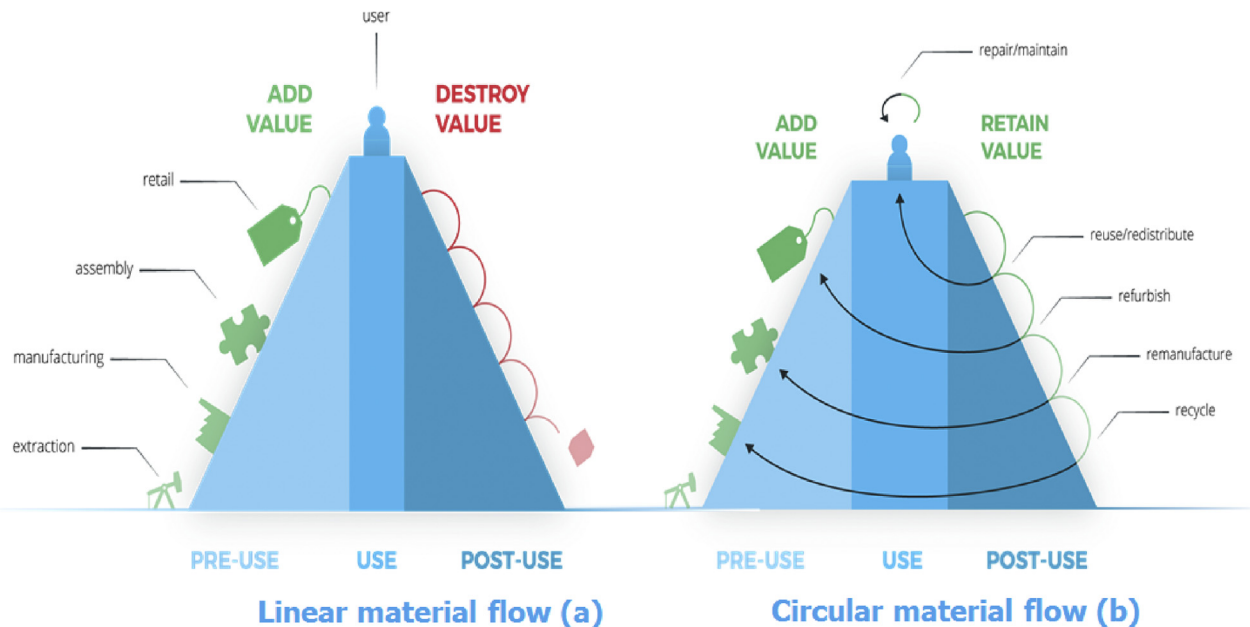 user
ADD
VALUE
DESTROY
VALUE
retail
assembly
manufacturing
extraction
PRE-USE
USE
POST-USE
Linear material flow (a)
repair/maintain
ADD
VALUE
RETAIN
VALUE
reuse/redistribute
refurbish
remanufacture
recycle
PRE-USE
USE
POST-USE
Circular material flow (b)